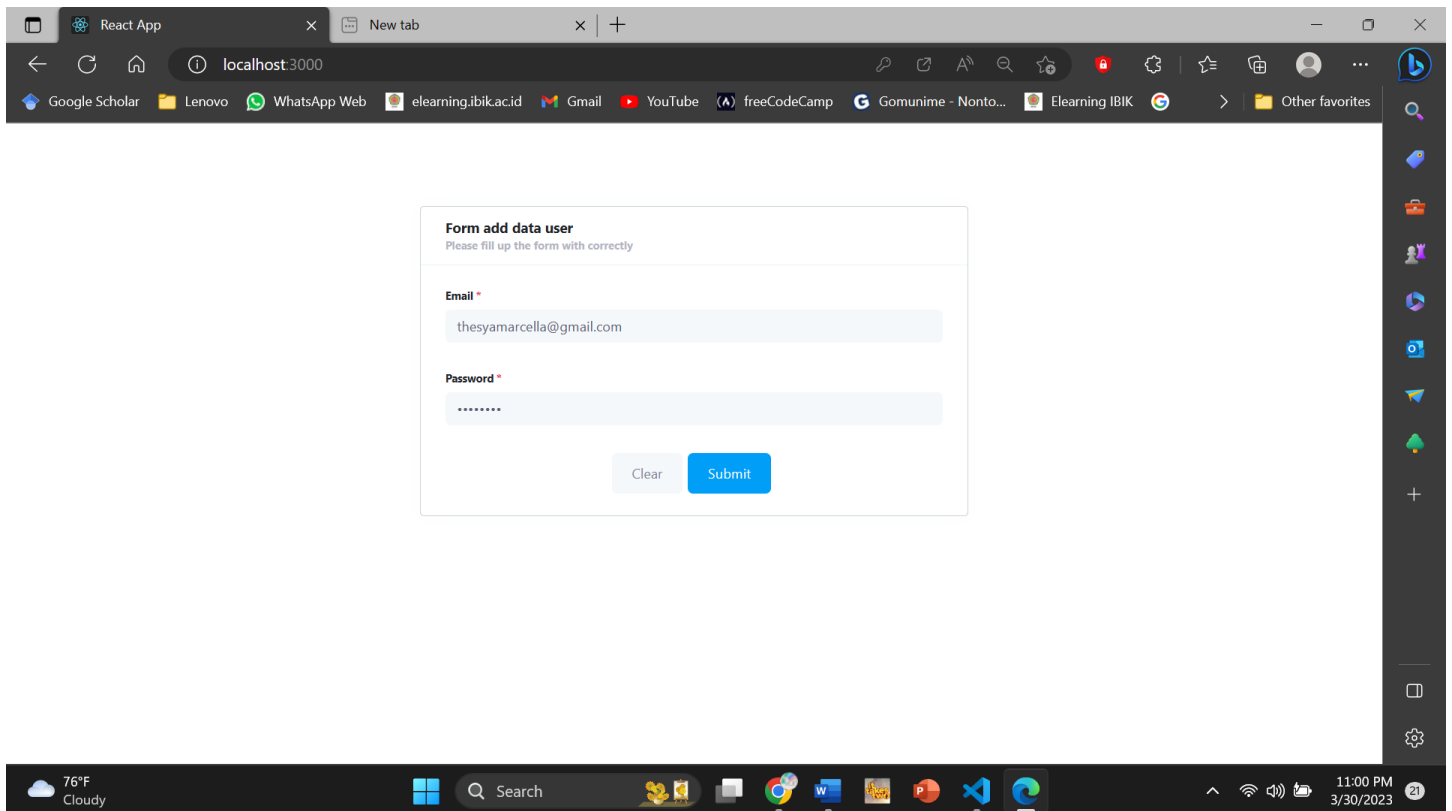 React App
New tab
localhost:3000
Google Scholar Lenovo WhatsApp Web elearning.ibik.ac.id Gmail YouTube freeCodeCamp Gomunime - Nonto... Elearning IBIK Other favorites
Form add data user
Please fill up the form with correctly
Email *
thesyamarcella@gmail.com
Password *
••••••••
Clear Submit
76°F
Cloudy
Search
11:00 PM
3/30/2023
21